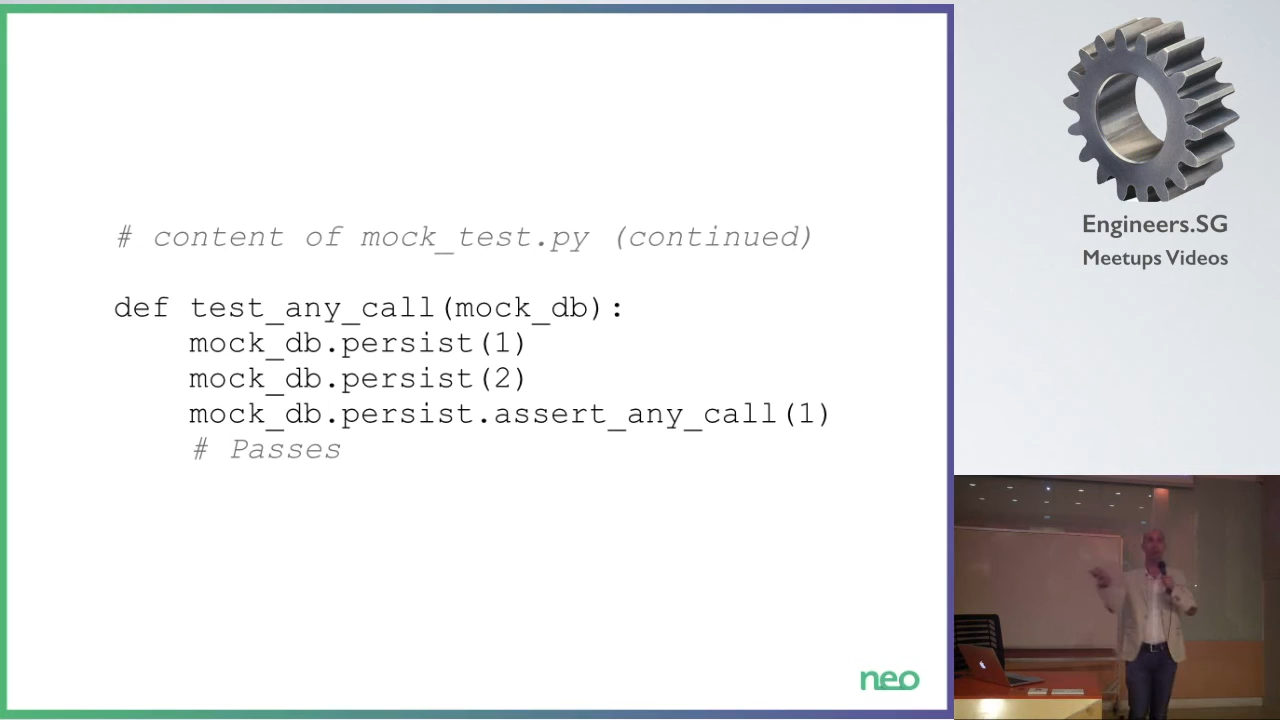 # content of mock_test.py (continued)
def test_any_call(mock_db):
    mock_db.persist(1)
    mock_db.persist(2)
    mock_db.persist.assert_any_call(1)
    # Passes
neo
Engineers.SG
Meetups Videos